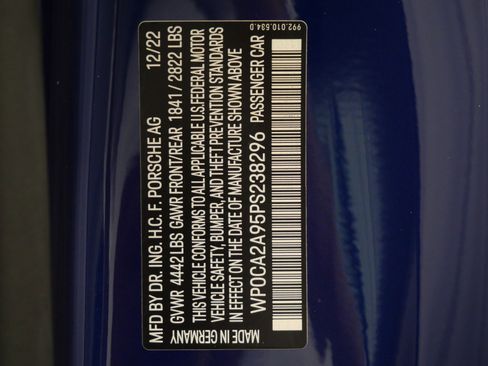 992.010.534.0
MFD BY DR. ING. H.C. F. PORSCHE AG 12/22
GVWR 4442 LBS GAWR FRONT/REAR 1841 / 2822 LBS
THIS VEHICLE CONFORMS TO ALL APPLICABLE U.S. FEDERAL MOTOR
VEHICLE SAFETY, BUMPER, AND THEFT PREVENTION STANDARDS
IN EFFECT ON THE DATE OF MANUFACTURE SHOWN ABOVE
WP0CA2A95PS238296 PASSENGER CAR
MADE IN GERMANY